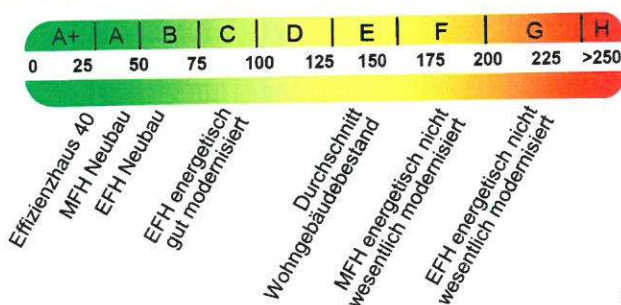 A+ A B C D E F G H
0 25 50 75 100 125 150 175 200 225 >250
Effizienzhaus 40
MFH Neubau
EFH Neubau
EFH energetisch
gut modernisiert
Durchschnitt
Wohngebäudebestand
MFH energetisch nicht
wesentlich modernisiert
EFH energetisch nicht
wesentlich modernisiert